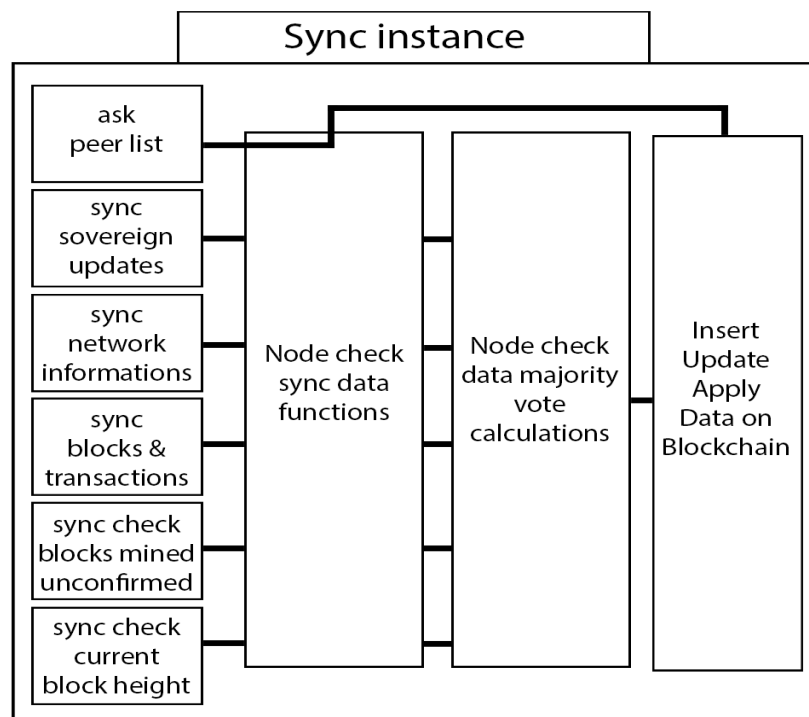 Sync instance
ask
peer list
sync
sovereign
updates
sync
network
informations
sync
blocks &
transactions
sync check
blocks mined
unconfirmed
sync check
current
block height
Node check
sync data
functions
Node check
data majority
vote
calculations
Insert
Update
Apply
Data on
Blockchain